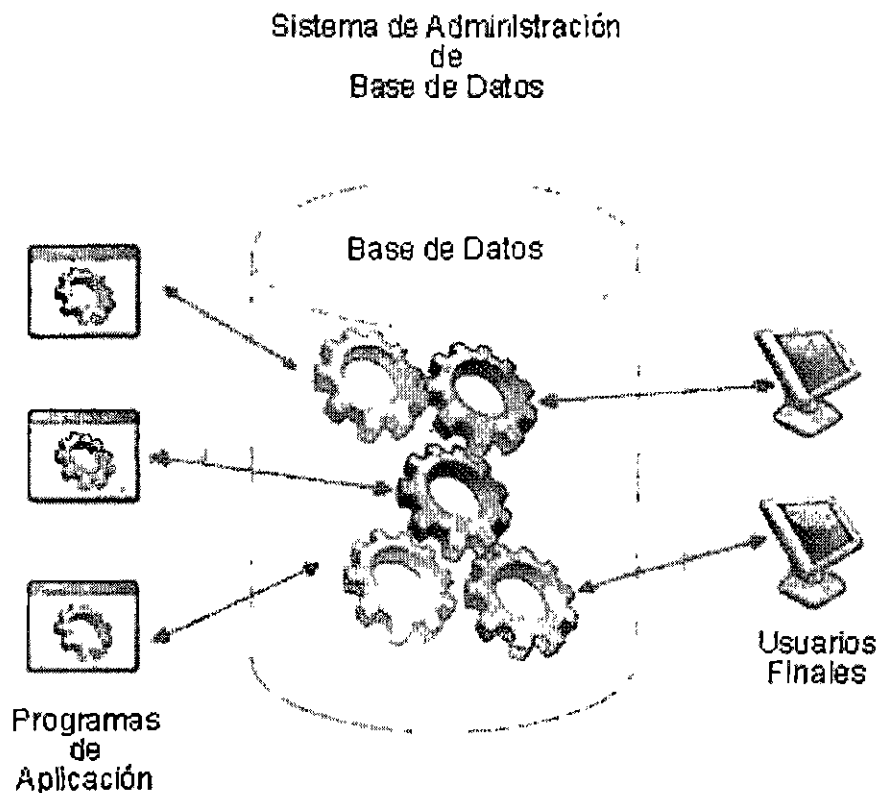 Sistema de Administración
de
Base de Datos
Base de Datos
Usuarios
Finales
Programas
de
Aplicación